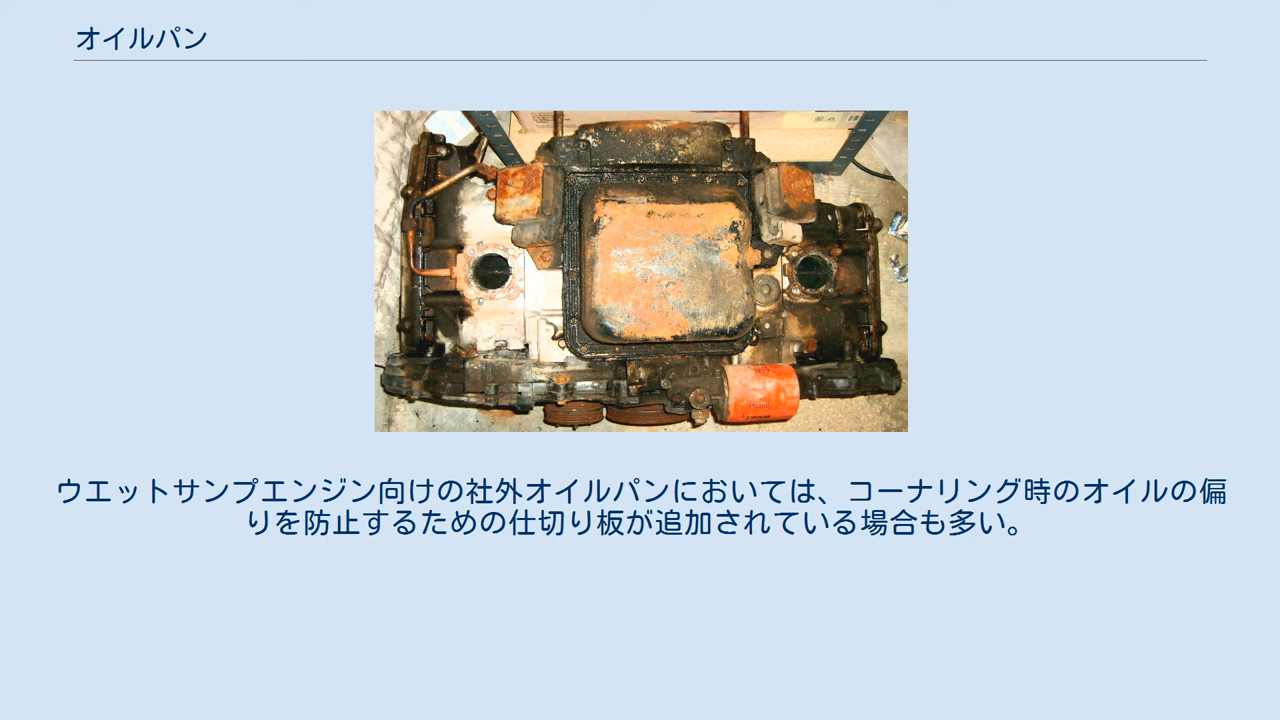 オイルパン
ウエットサンプエンジン向けの社外オイルパンにおいては、コーナリング時のオイルの偏
りを防止するための仕切り板が追加されている場合も多い。